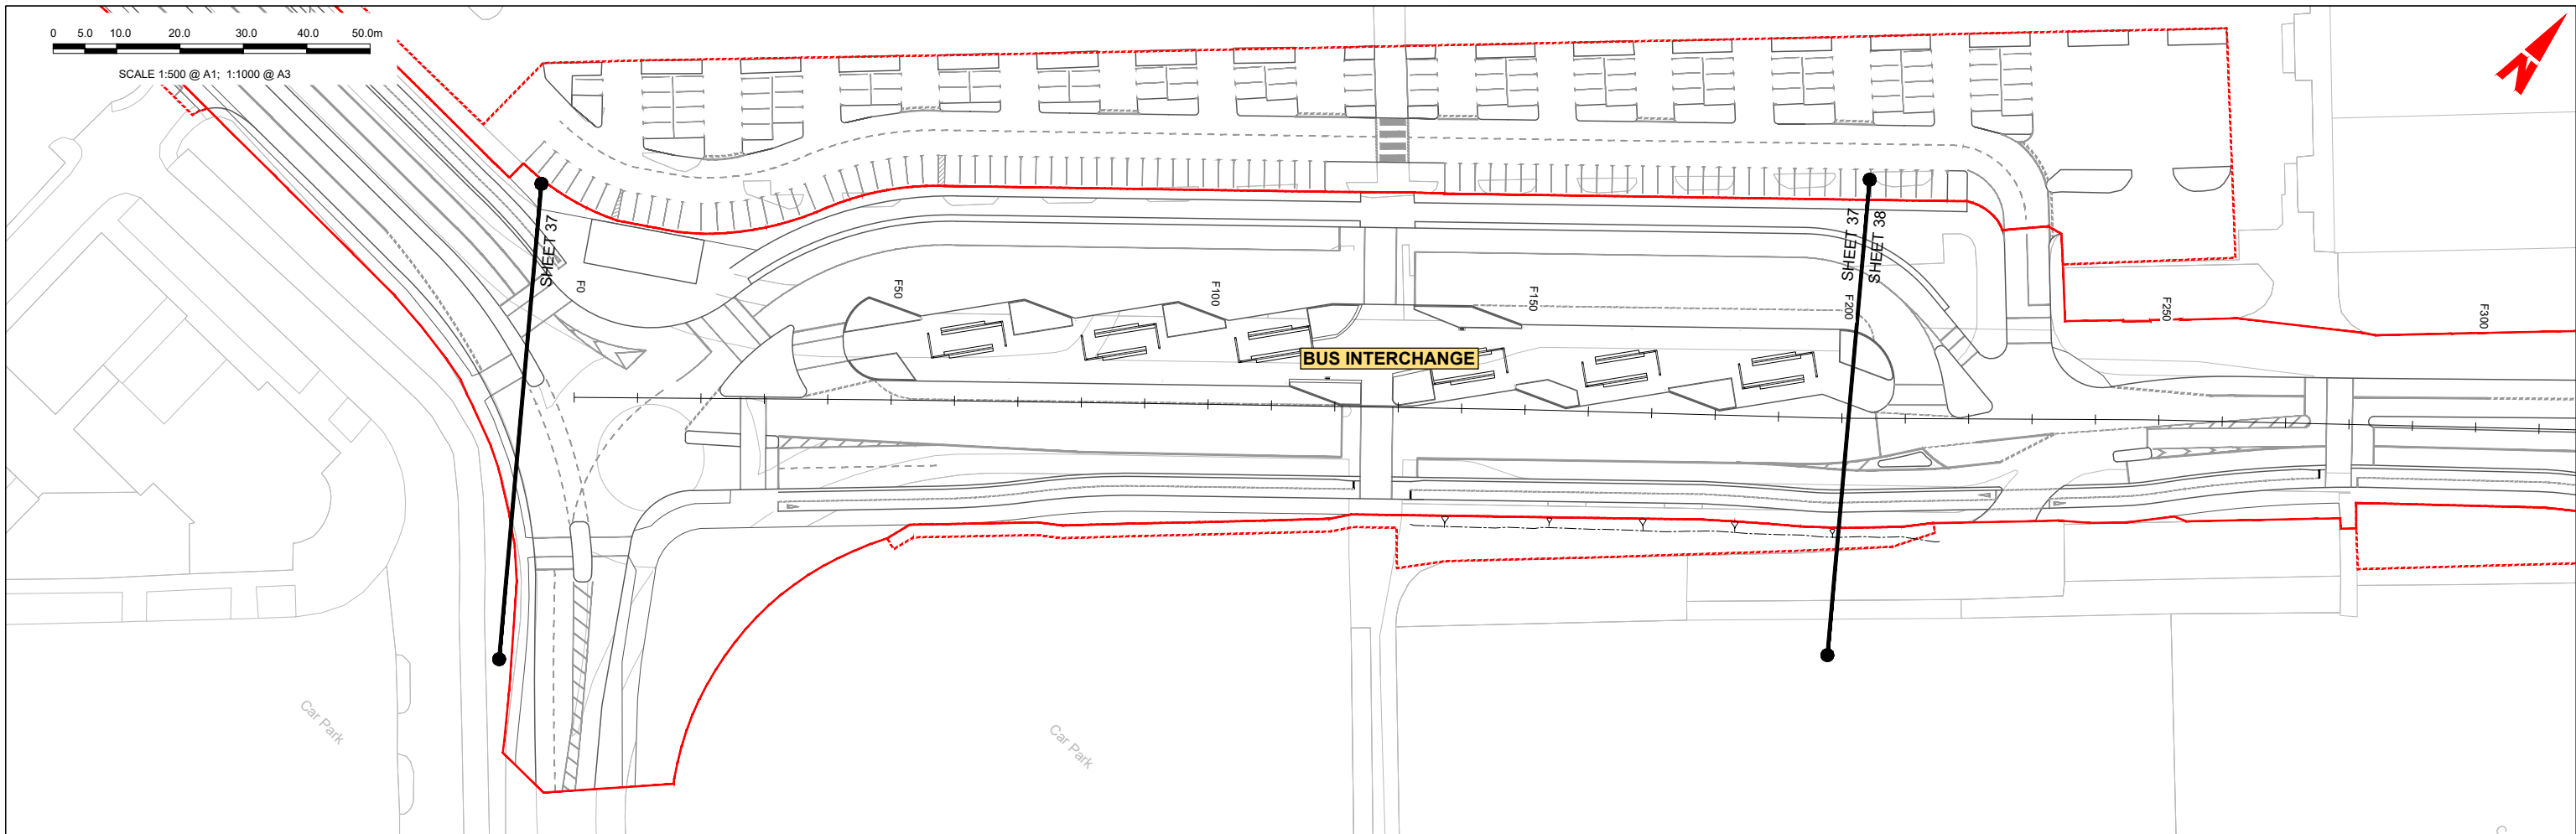 0 5.0 10.0 20.0 30.0 40.0 50.0m
SCALE 1:500 @ A1; 1:1000 @ A3
N
SHEET 37
SHEET 37
SHEET 38
F0
F50
F100
F150
F200
F250
F300
BUS INTERCHANGE
Car Park
Car Park
C